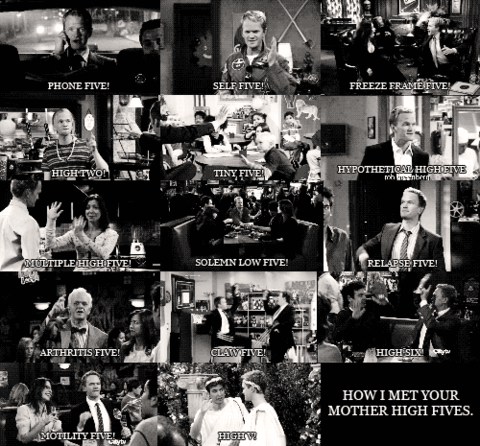 PHONE FIVE!
SELF FIVE!
FREEZE FRAME FIVE!
HIGH TWO!
TINY FIVE!
HYPOTHETICAL HIGH FIVE
MULTIPLE HIGH FIVE!
SOLEMN LOW FIVE!
RELAPSE FIVE!
ARTHRITIS FIVE!
CLAW FIVE!
HIGH SIX!
MOTILITY FIVE!
HIGH V!
HOW I MET YOUR
MOTHER HIGH FIVES.